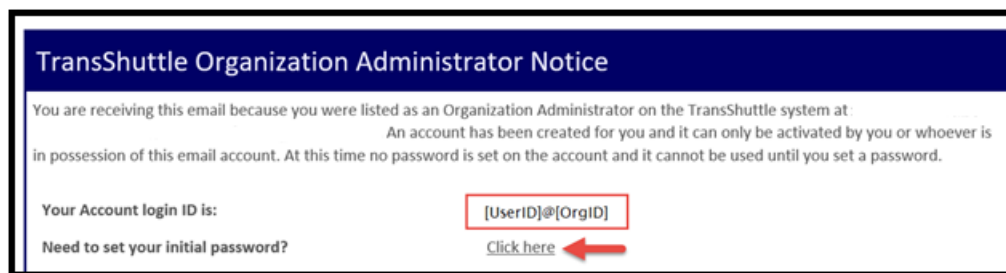 TransShuttle Organization Administrator Notice
You are receiving this email because you were listed as an Organization Administrator on the TransShuttle system at
An account has been created for you and it can only be activated by you or whoever is
in possession of this email account. At this time no password is set on the account and it cannot be used until you set a password.
Your Account login ID is: [UserID]@[OrgID]
Need to set your initial password? Click here